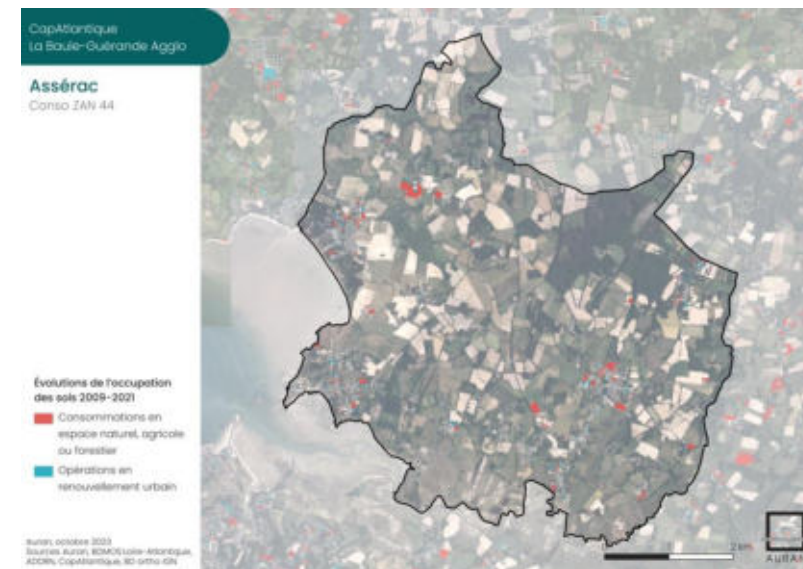 CapAtlantique
La Baule-Guérande Agglo
Assérac
Conso ZAN 44
Évolutions de l'occupation
des sols 2009-2021
Consommations en
espace naturel, agricole
ou forestier
Opérations en
renouvellement urbain
Auran, octobre 2023
Sources Auran, BDMOS Loire-Atlantique,
ADDRN, CapAtlantique, BD ortho IGN
2 km
AURAN